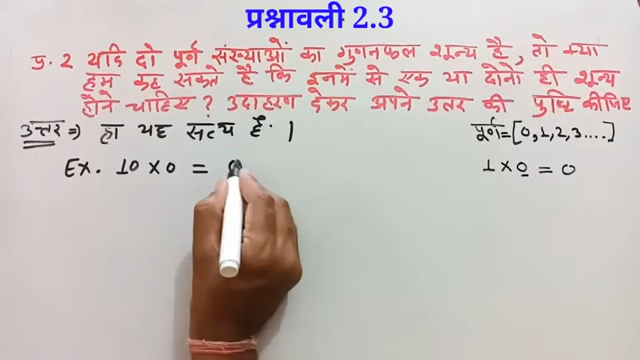 प्रश्नावली 2.3
प्र. 2 यदि दो पूर्ण संख्याओं का गुणनफल शून्य है, तो क्या
हम कह सकते है कि इनमें से एक या दोनो ही शून्य
होने चाहिए? उदाहरण देकर अपने उत्तर की पुष्टि कीजिए
उत्तर ⇒ हा यह सत्य है. | पूर्ण = [0,1,2,3....]
Ex. 10 × 0 = 0 1 × 0 = 0